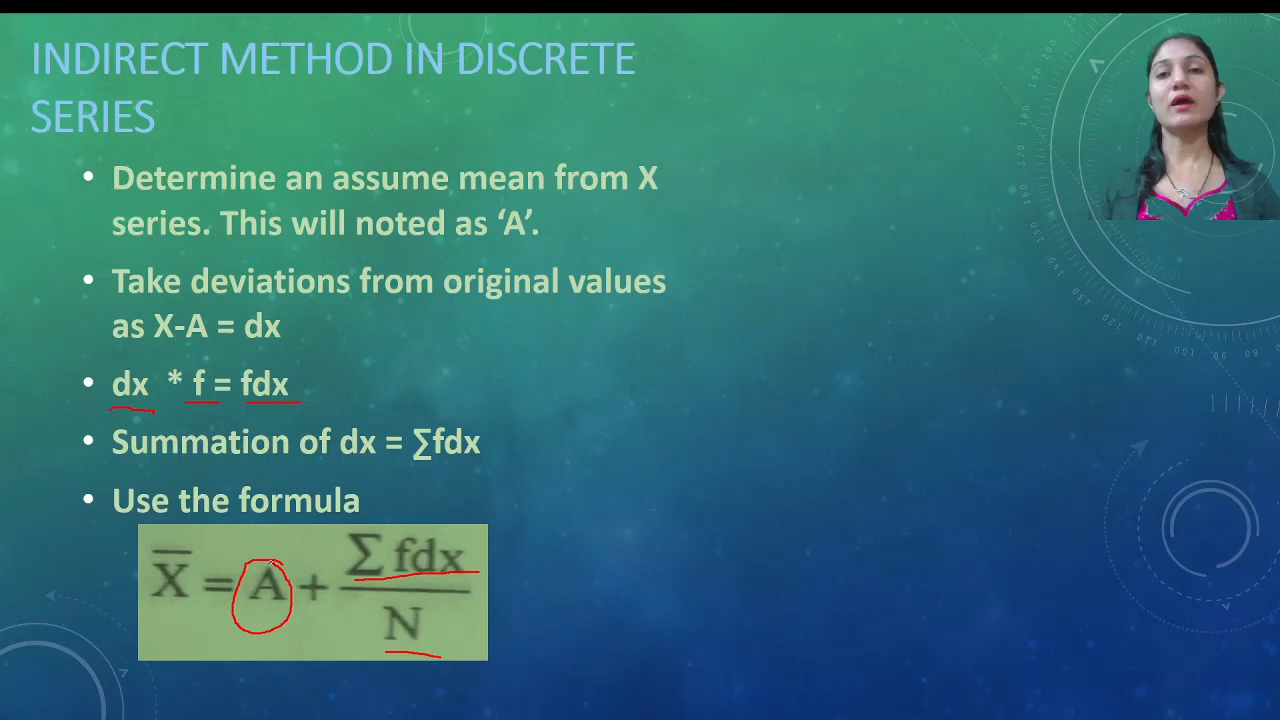 INDIRECT METHOD IN DISCRETE
SERIES
• Determine an assume mean from X
series. This will noted as ‘A’.
• Take deviations from original values
as X-A = dx
• dx * f = fdx
• Summation of dx = ∑fdx
• Use the formula
X̅ = A + ∑ fdx / N